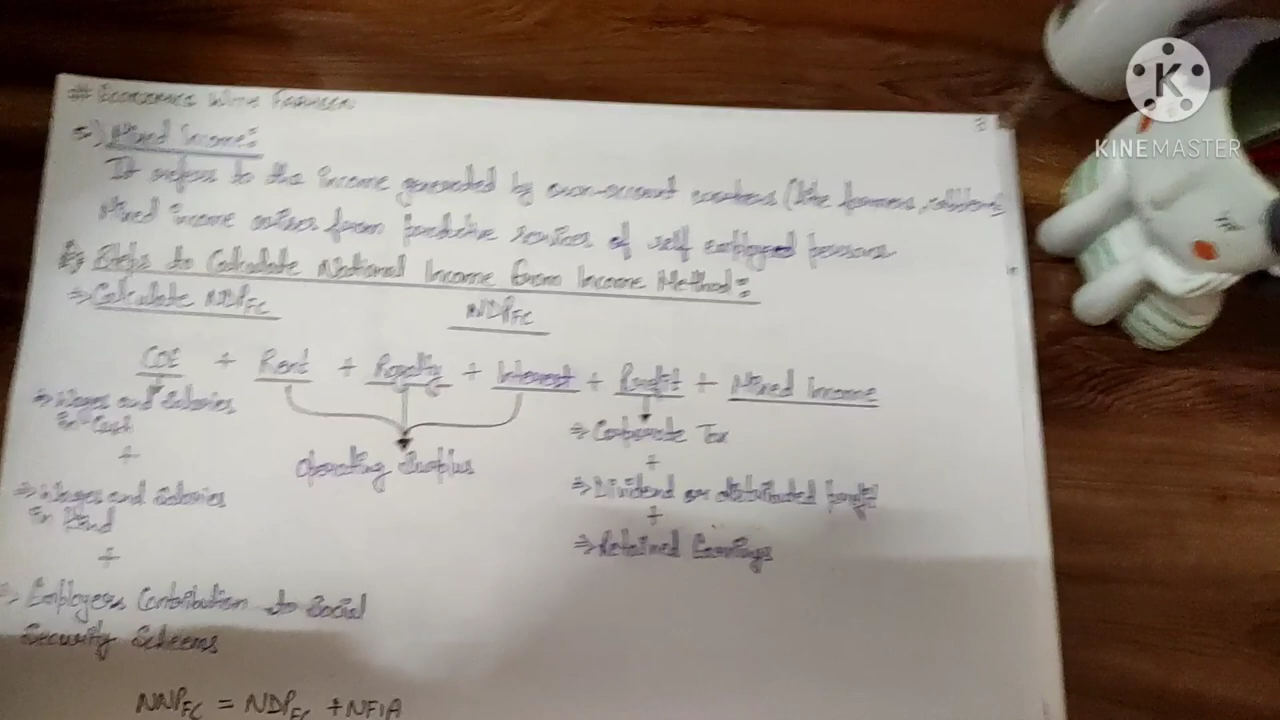 # Economics With Farheen
5.) Mixed Income:
It refers to the income generated by own-account workers (like farmers,
Mixed income arises from productive services of self employed persons
Steps to Calculate National Income from Income Method:
⇒ Calculate NDPFC
NDPFC
COE + Rent + Royalty + Interest + Profit + Mixed Income
⇒ Wages and Salaries
In Cash
+
⇒ Wages and Salaries
In Kind
+
⇒ Employers Contribution to Social
Security Scheems
Operating Surplus
⇒ Corporate Tax
+
⇒ Dividend or distributed profit
+
⇒ Retained Earnings
NNPFC = NDPFC + NFIA
K
KINEMASTER